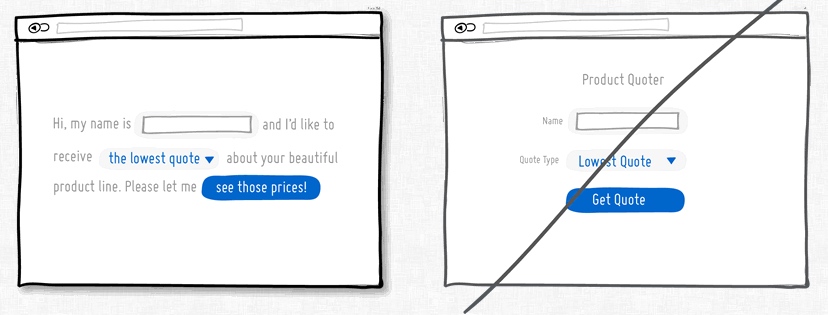 Hi, my name is and I'd like to
receive the lowest quote about your beautiful
product line. Please let me see those prices!
Product Quoter
Name
Quote Type Lowest Quote
Get Quote